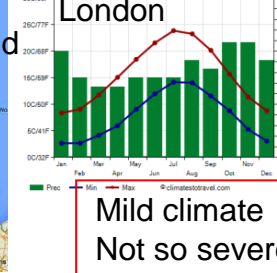 London
d
25C/77F
20C/68F
15C/59F
10C/50F
5C/41F
0C/32F
Jan Mar May Jul Sep Nov
Feb Apr Jun Aug Oct Dec
Prec Min Max ©climatestotravel.com
Mild climate
Not so severe